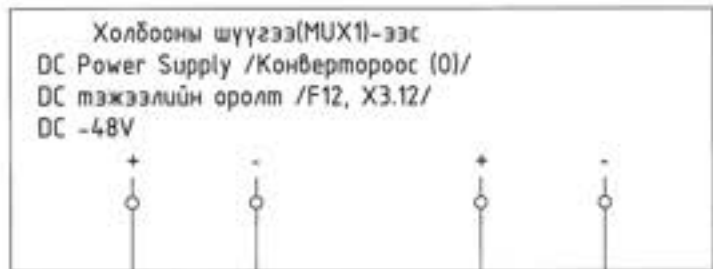 Холбооны шүүгээ(MUX1)-ээс
DC Power Supply /Конвертороос (0)/
DC тэжээлийн оролт /F12, X3.12/
DC -48V
+ - + -